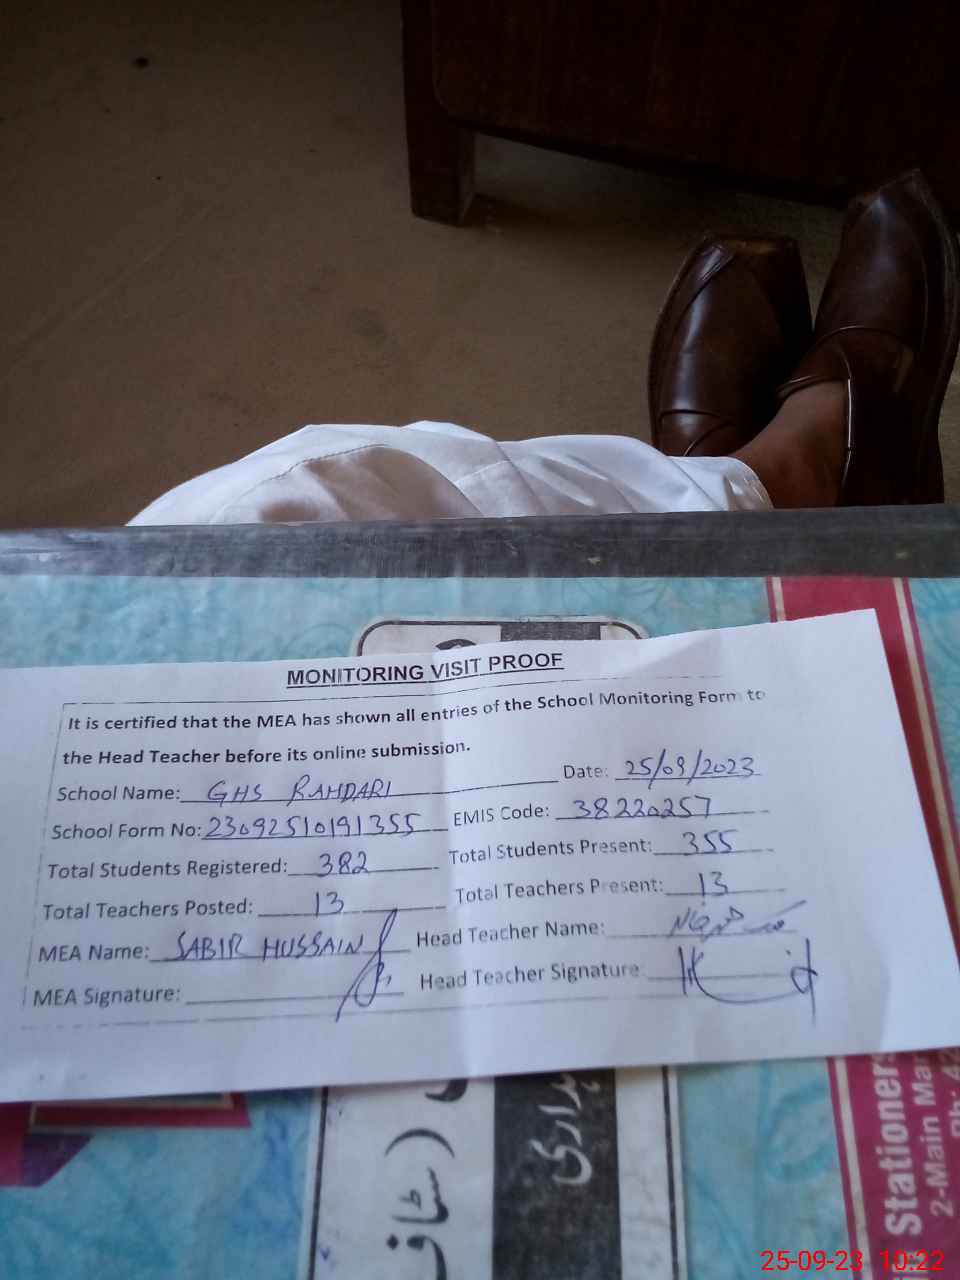 MONITORING VISIT PROOF
It is certified that the MEA has shown all entries of the School Monitoring Form to
the Head Teacher before its online submission.
School Name: GHS RAHDARI Date: 25/09/2023
School Form No: 23092510191355 EMIS Code: 38220257
Total Students Registered: 382 Total Students Present: 355
Total Teachers Posted: 13 Total Teachers Present: 13
MEA Name: SABIR HUSSAIN Head Teacher Name:
MEA Signature: Head Teacher Signature:
(سٹاف
Stationers
2-Main Mar
25-09-23 10:22